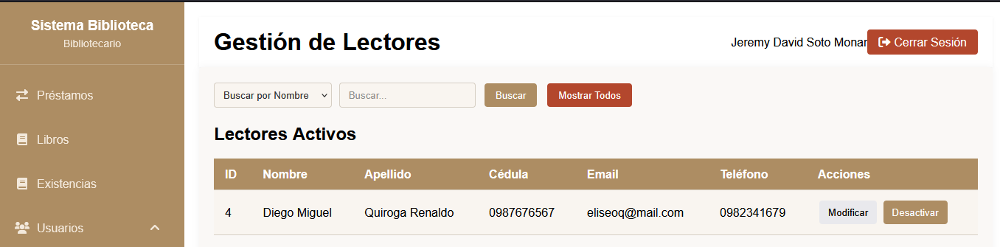 Sistema Biblioteca
Bibliotecario
Préstamos
Libros
Existencias
Usuarios
Gestión de Lectores
Jeremy David Soto Monar
Cerrar Sesión
Buscar por Nombre
Buscar...
Buscar
Mostrar Todos
Lectores Activos
ID Nombre Apellido Cédula Email Teléfono Acciones
4 Diego Miguel Quiroga Renaldo 0987676567 eliseoq@mail.com 0982341679 Modificar Desactivar